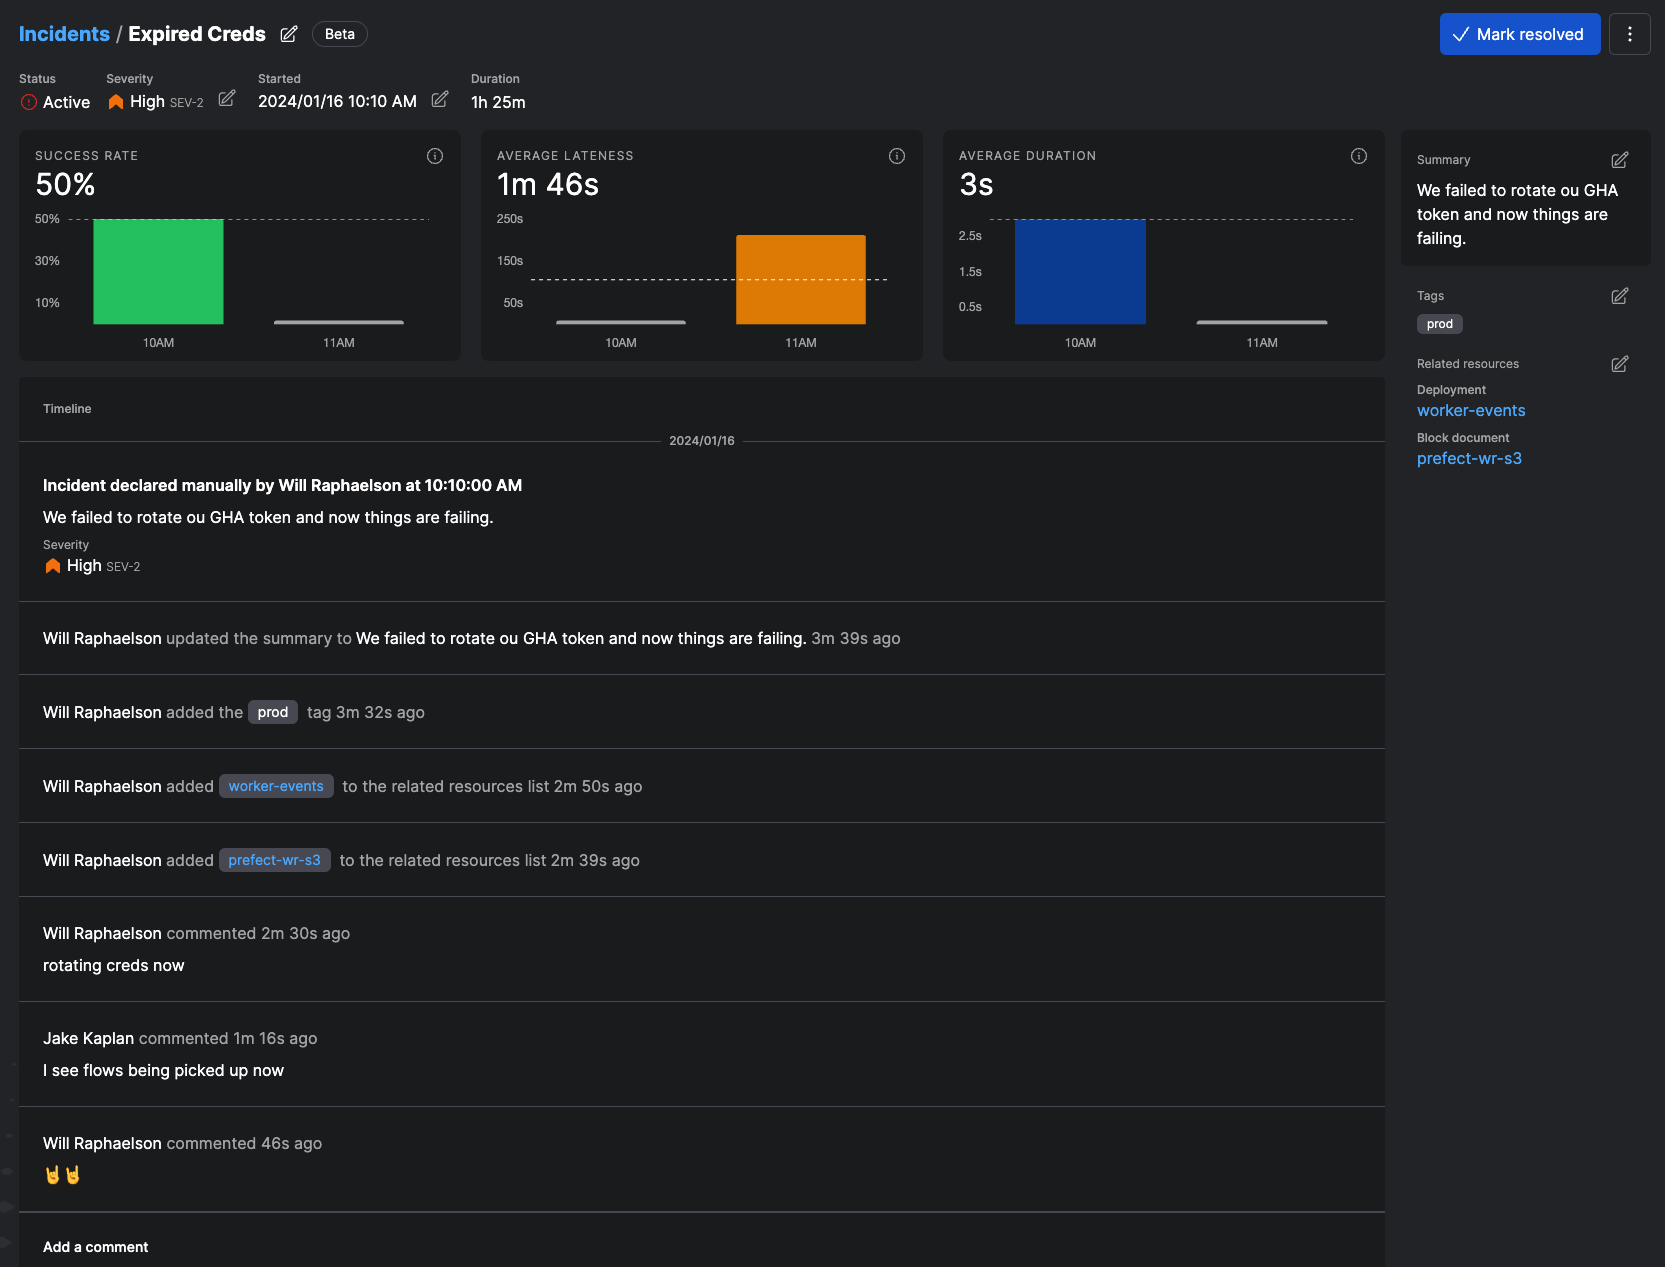 Incidents / Expired Creds Beta
Mark resolved
Status Severity Started Duration
Active High SEV-2 2024/01/16 10:10 AM 1h 25m
SUCCESS RATE
50%
50%
30%
10%
10AM 11AM
AVERAGE LATENESS
1m 46s
250s
150s
50s
10AM 11AM
AVERAGE DURATION
3s
2.5s
1.5s
0.5s
10AM 11AM
Summary
We failed to rotate ou GHA
token and now things are
failing.
Tags
prod
Related resources
Deployment
worker-events
Block document
prefect-wr-s3
Timeline
2024/01/16
Incident declared manually by Will Raphaelson at 10:10:00 AM
We failed to rotate ou GHA token and now things are failing.
Severity
High SEV-2
Will Raphaelson updated the summary to We failed to rotate ou GHA token and now things are failing. 3m 39s ago
Will Raphaelson added the prod tag 3m 32s ago
Will Raphaelson added worker-events to the related resources list 2m 50s ago
Will Raphaelson added prefect-wr-s3 to the related resources list 2m 39s ago
Will Raphaelson commented 2m 30s ago
rotating creds now
Jake Kaplan commented 1m 16s ago
I see flows being picked up now
Will Raphaelson commented 46s ago
🤘🤘
Add a comment